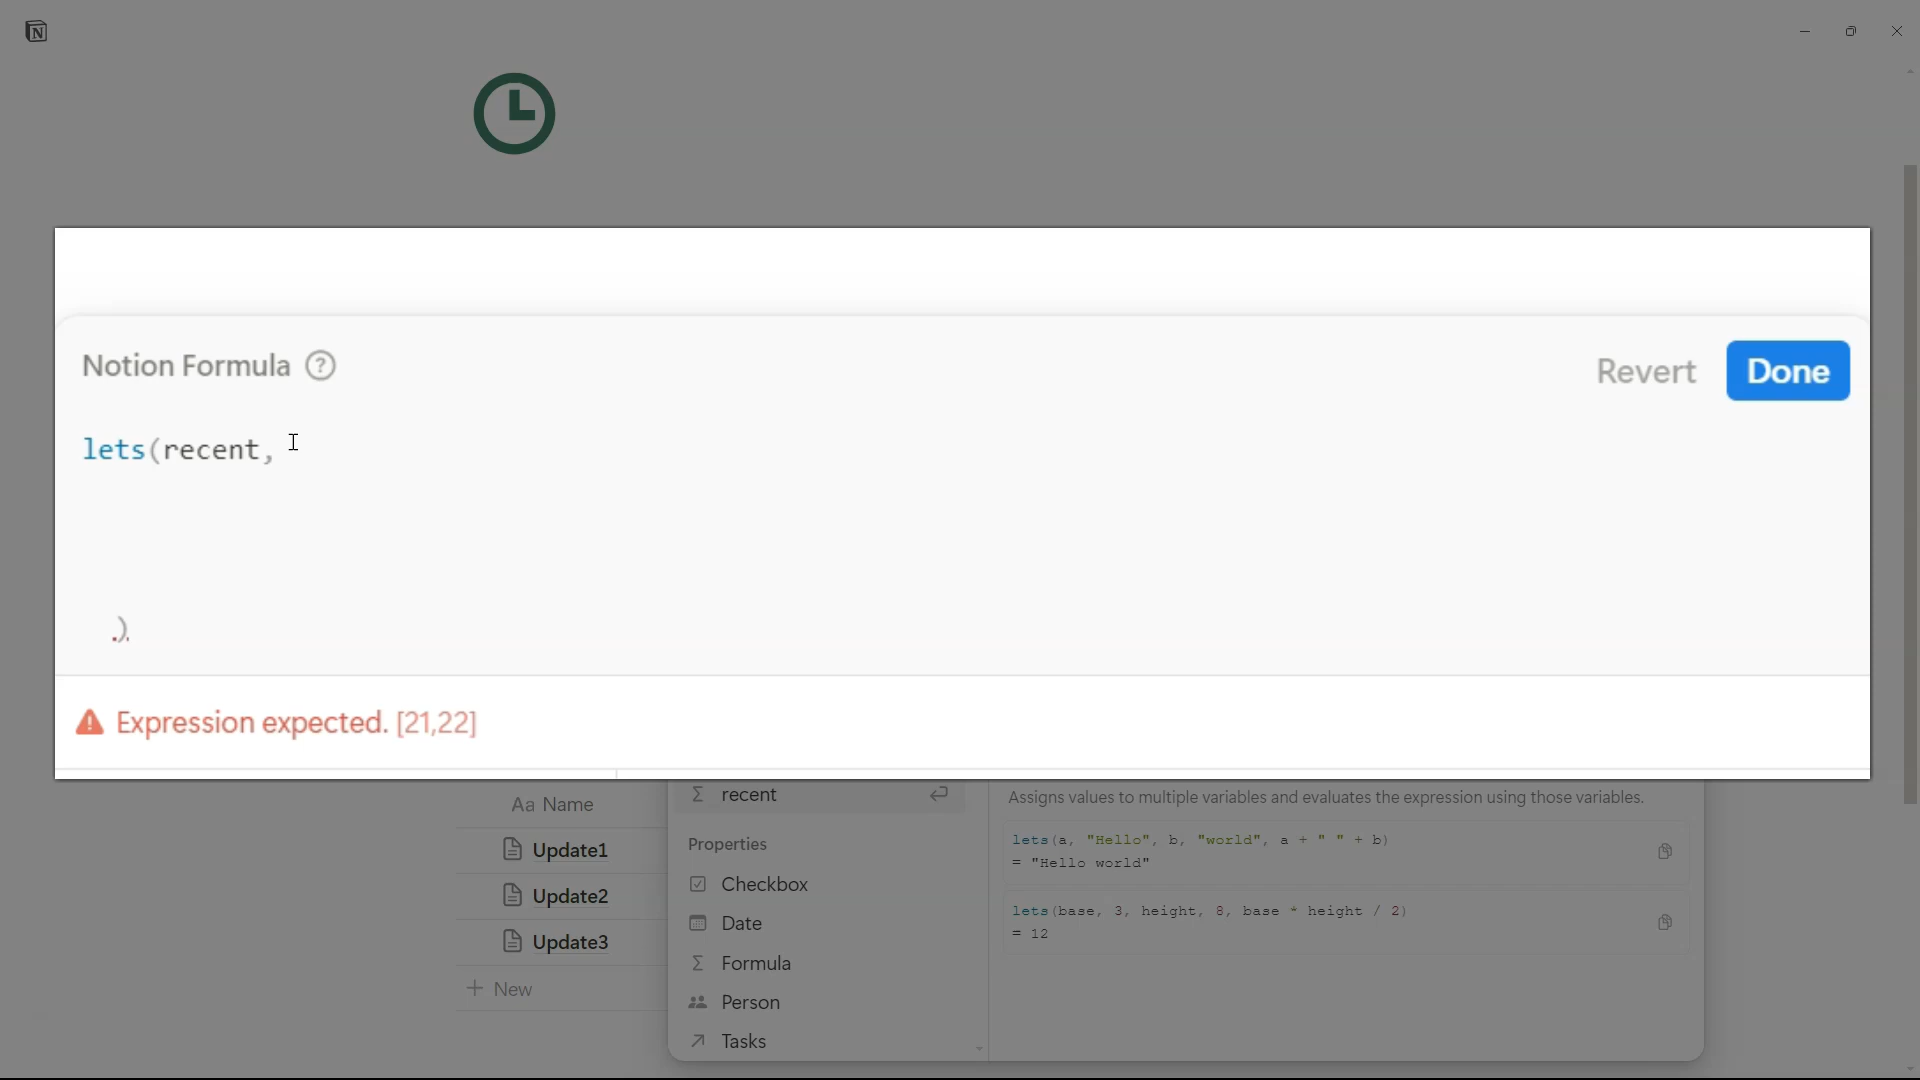 N
Notion Formula ?
Revert
Done
lets(recent,
)
Expression expected. [21,22]
Aa Name
Update1
Update2
Update3
+ New
Σ recent
Properties
Checkbox
Date
Σ Formula
Person
Tasks
Assigns values to multiple variables and evaluates the expression using those variables.
lets(a, "Hello", b, "world", a + " " + b)
= "Hello world"
lets(base, 3, height, 8, base * height / 2)
= 12